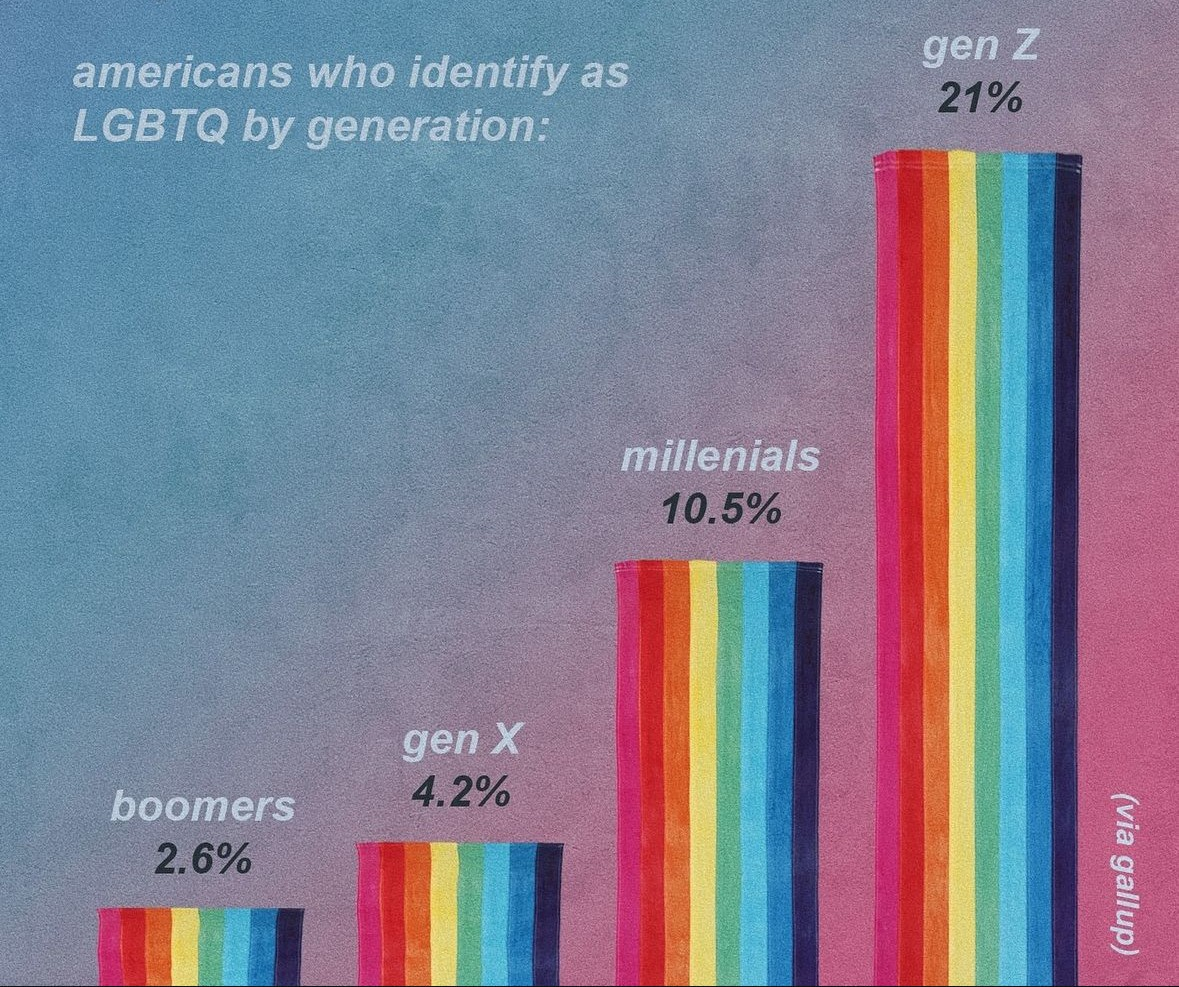 americans who identify as
LGBTQ by generation:
gen Z
21%
millenials
10.5%
gen X
4.2%
boomers
2.6%
(via gallup)